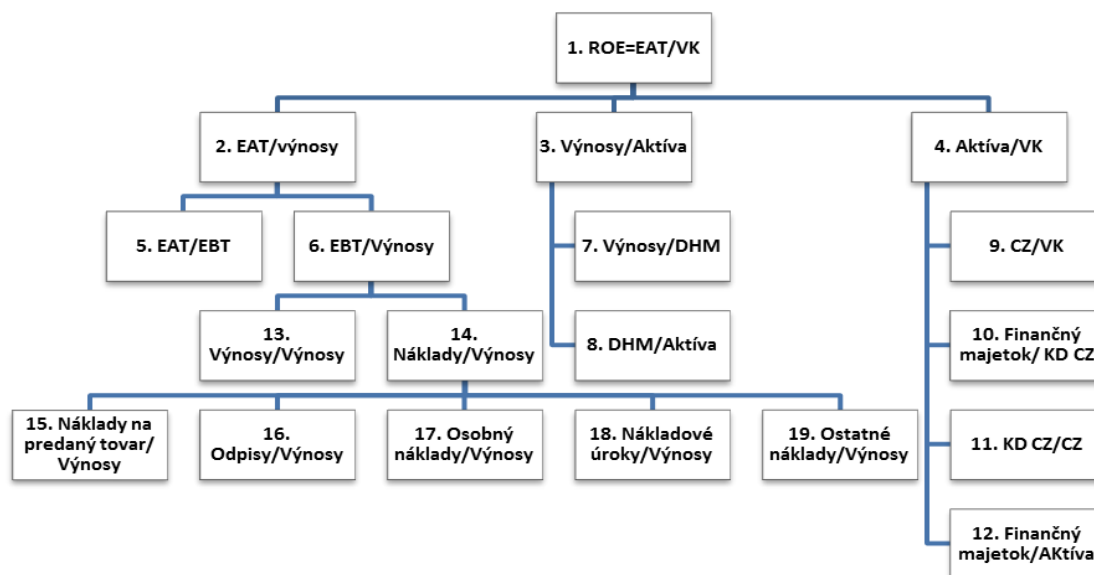 1. ROE=EAT/VK
2. EAT/výnosy
3. Výnosy/Aktíva
4. Aktíva/VK
5. EAT/EBT
6. EBT/Výnosy
7. Výnosy/DHM
9. CZ/VK
13.
Výnosy/Výnosy
14.
Náklady/Výnosy
8. DHM/Aktíva
10. Finančný
majetok/ KD CZ
15. Náklady na
predaný tovar/
Výnosy
16.
Odpisy/Výnosy
17. Osobný
náklady/Výnosy
18. Nákladové
úroky/Výnosy
19. Ostatné
náklady/Výnosy
11. KD CZ/CZ
12. Finančný
majetok/AKtíva